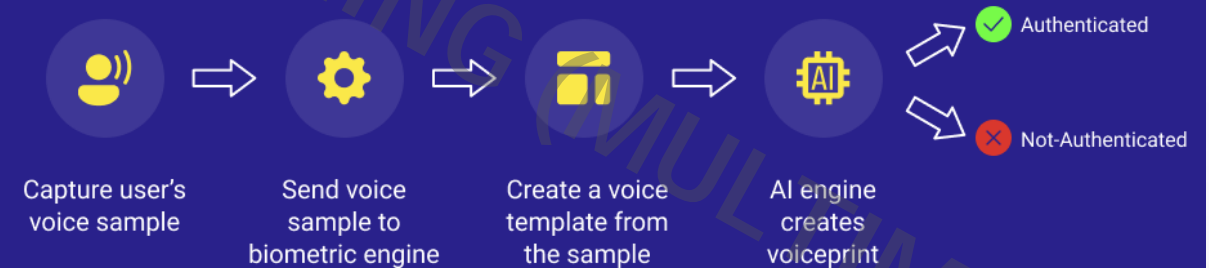 Authenticated
AI
Not-Authenticated
Capture user's
voice sample
Send voice
sample to
biometric engine
Create a voice
template from
the sample
AI engine
creates
voiceprint